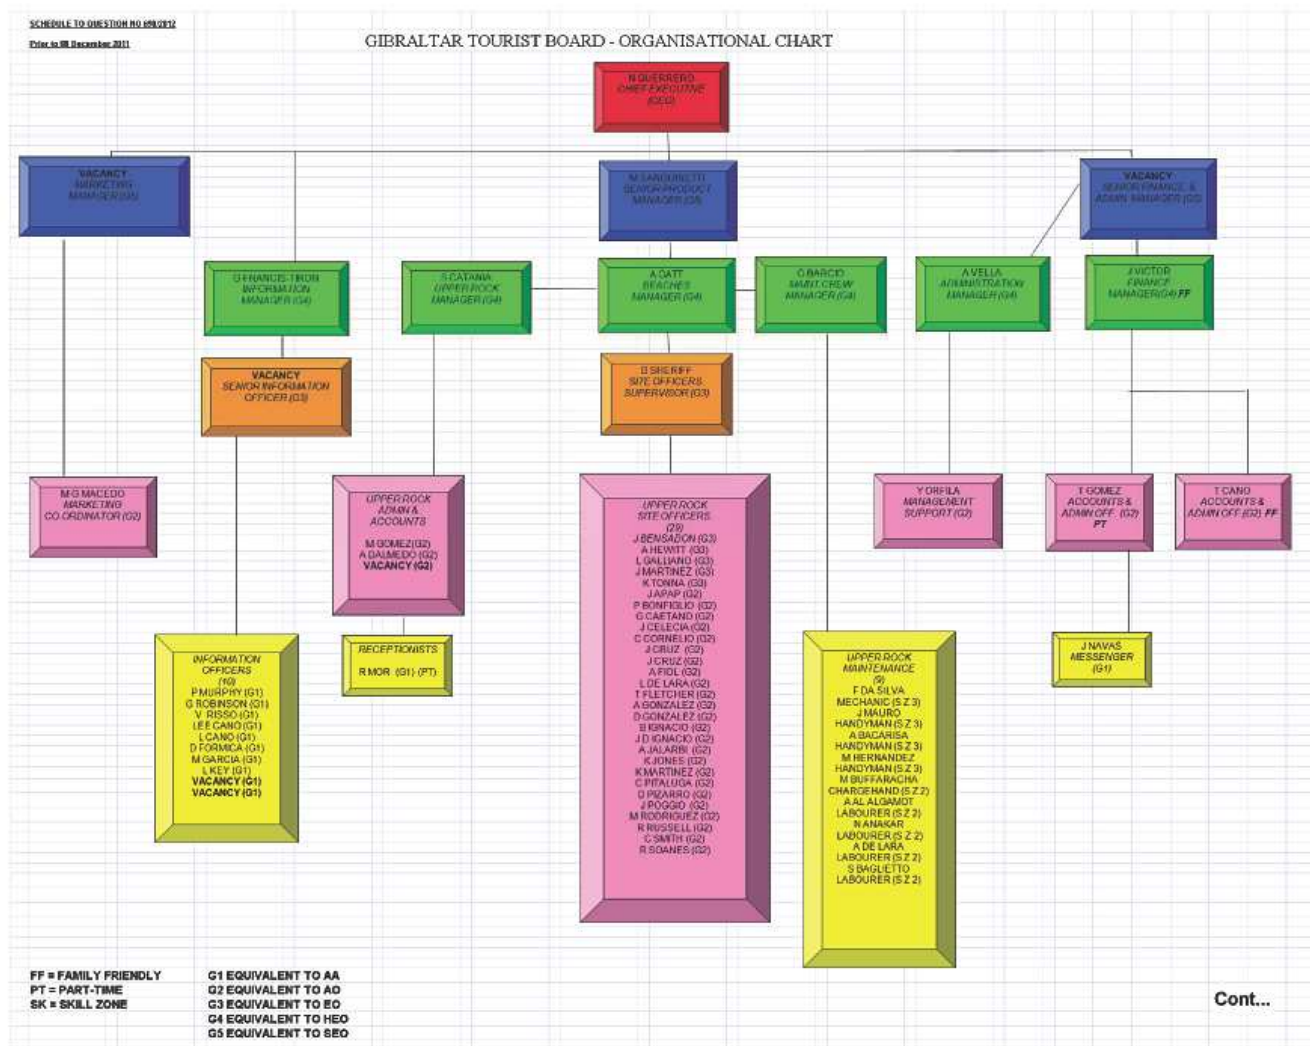 SCHEDULE TO QUESTION NO 698/2012
Prior to 08 December 2011
GIBRALTAR TOURIST BOARD - ORGANISATIONAL CHART
N GUERRERO
CHIEF EXECUTIVE
(CEO)
VACANCY
MARKETING
MANAGER (G5)
M SANGUINETTI
SENIOR PRODUCT
MANAGER (G5)
VACANCY
SENIOR FINANCE &
ADMIN MANAGER (G5)
INFORMATION
MANAGER (G4)
S CATANIA
UPPER ROCK
MANAGER (G4)
A GATT
BEACHES
MANAGER (G4)
MAINT. CREW
MANAGER (G4)
A VELLA
ADMINISTRATION
MANAGER (G4)
J VICTOR
FINANCE
MANAGER(G4) FF
VACANCY
SENIOR INFORMATION
OFFICER (G3)
D SHERIFF
SITE OFFICERS
SUPERVISOR (G3)
M G MACEDO
MARKETING
CO-ORDINATOR (G2)
UPPER ROCK
ADMIN &
ACCOUNTS
M GOMEZ(G2)
A DALMEDO (G2)
VACANCY (G2)
UPPER ROCK
SITE OFFICERS
(29)
J BENSADON (G3)
A HEWITT (G3)
L GALLIANO (G3)
J MARTINEZ (G3)
K TONNA (G3)
J APAP (G2)
P BONFIGLIO (G2)
G CAETANO (G2)
J CELECIA (G2)
C CORNELIO (G2)
J CRUZ (G2)
J CRUZ (G2)
A FIOL (G2)
L DE LARA (G2)
T FLETCHER (G2)
A GONZALEZ (G2)
D GONZALEZ (G2)
B IGNACIO (G2)
J D IGNACIO (G2)
A JALARBI (G2)
K JONES (G2)
K MARTINEZ (G2)
C PITALUGA (G2)
D PIZARRO (G2)
J POGGIO (G2)
M RODRIGUEZ (G2)
R RUSSELL (G2)
C SMITH (G2)
R SOANES (G2)
Y ORFILA
MANAGEMENT
SUPPORT (G2)
T GOMEZ
ACCOUNTS &
ADMIN OFF. (G2)
PT
T CANO
ACCOUNTS &
ADMIN OFF.(G2) FF
INFORMATION
OFFICERS
(10)
P MURPHY (G1)
G ROBINSON (G1)
V RISSO (G1)
LEE CANO (G1)
L CANO (G1)
D FORMICA (G1)
M GARCIA (G1)
L KEY (G1)
VACANCY (G1)
VACANCY (G1)
RECEPTIONISTS
R MOR (G1) (PT)
UPPER ROCK
MAINTENANCE
(9)
F DA SILVA
MECHANIC (S Z 3)
J MAURO
HANDYMAN (S Z 3)
A BACARISA
HANDYMAN (S Z 3)
M HERNANDEZ
HANDYMAN (S Z 3)
M BUFFARACHA
CHARGEHAND (S Z 2)
A AL ALGAMOT
LABOURER (S Z 2)
N ANAKAR
LABOURER (S Z 2)
A DE LARA
LABOURER (S Z 2)
S BAGLIETTO
LABOURER (S Z 2)
J NAVAS
MESSENGER
(G1)
FF = FAMILY FRIENDLY
PT = PART-TIME
SK = SKILL ZONE
G1 EQUIVALENT TO AA
G2 EQUIVALENT TO AO
G3 EQUIVALENT TO EO
G4 EQUIVALENT TO HEO
G5 EQUIVALENT TO SEO
Cont...